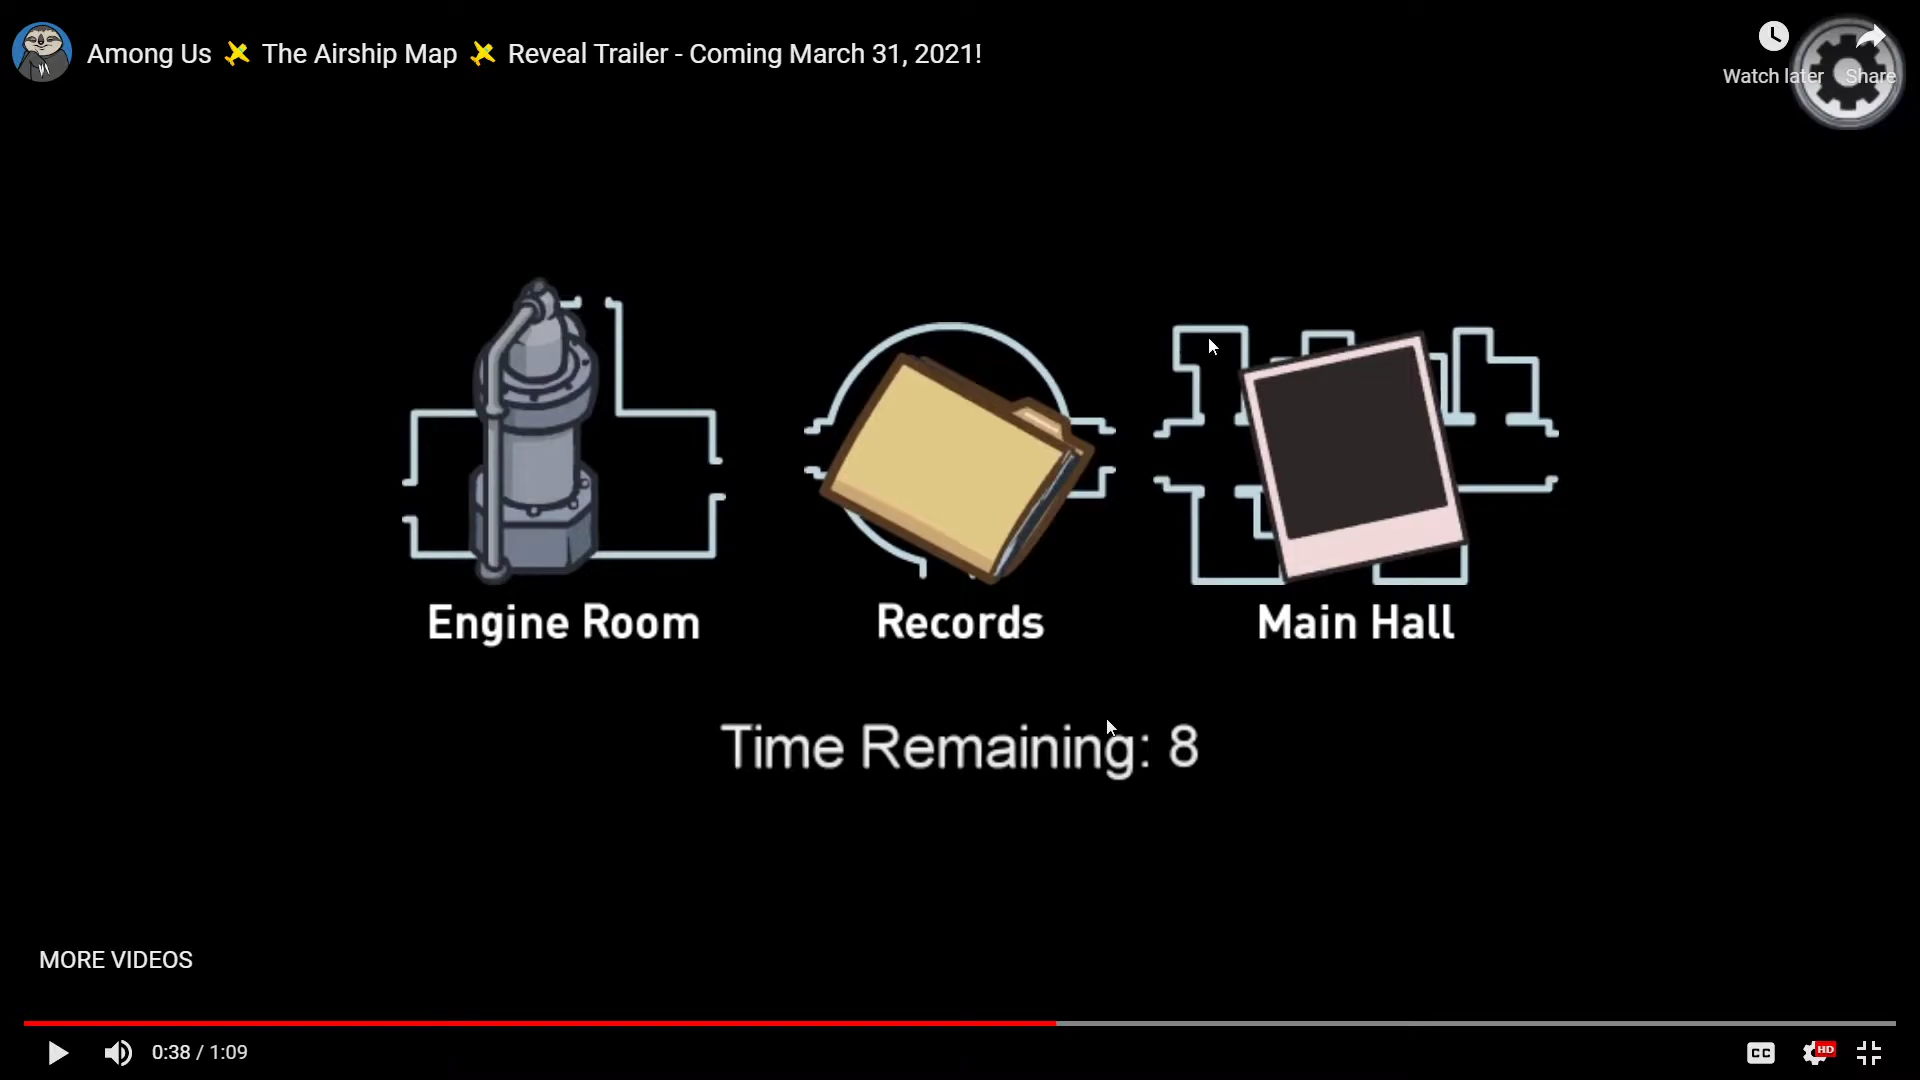 Among Us The Airship Map Reveal Trailer - Coming March 31, 2021!
Watch later Share
Engine Room Records Main Hall
Time Remaining: 8
MORE VIDEOS
0:38 / 1:09
CC HD